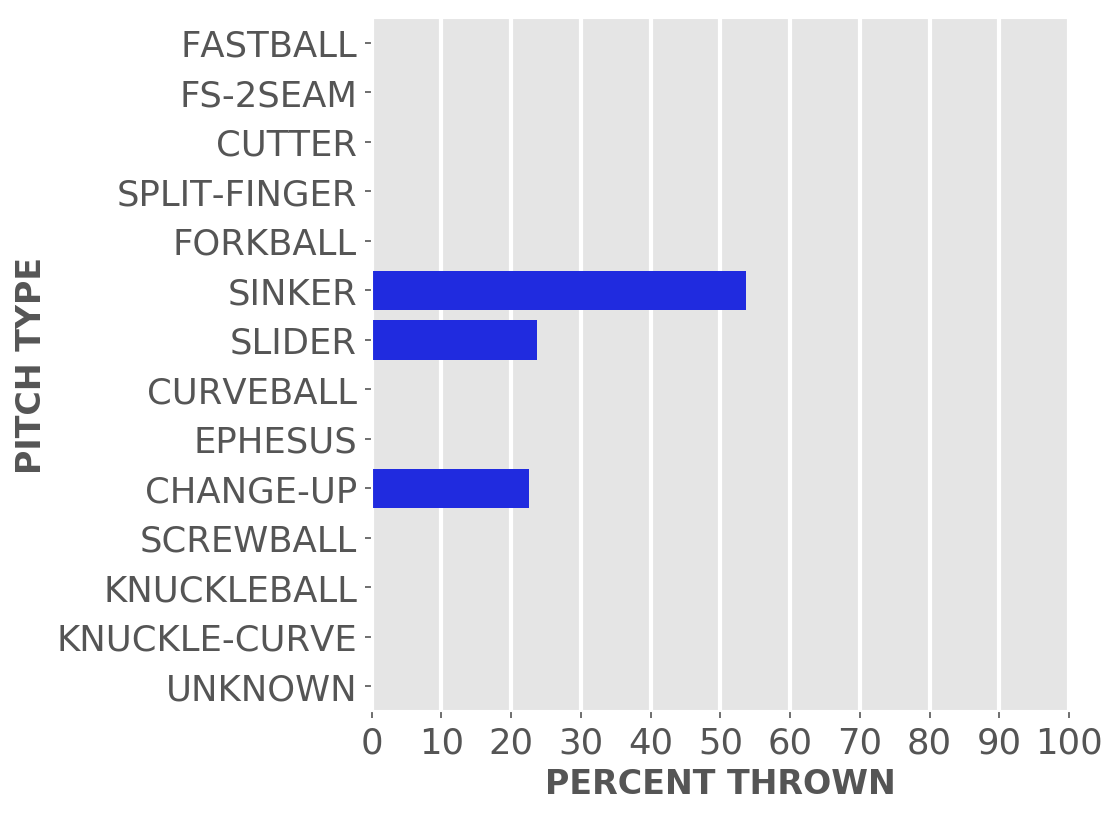 FASTBALL
FS-2SEAM
CUTTER
SPLIT-FINGER
FORKBALL
SINKER
SLIDER
CURVEBALL
EPHESUS
CHANGE-UP
SCREWBALL
KNUCKLEBALL
KNUCKLE-CURVE
UNKNOWN
PITCH TYPE
0 10 20 30 40 50 60 70 80 90 100
PERCENT THROWN